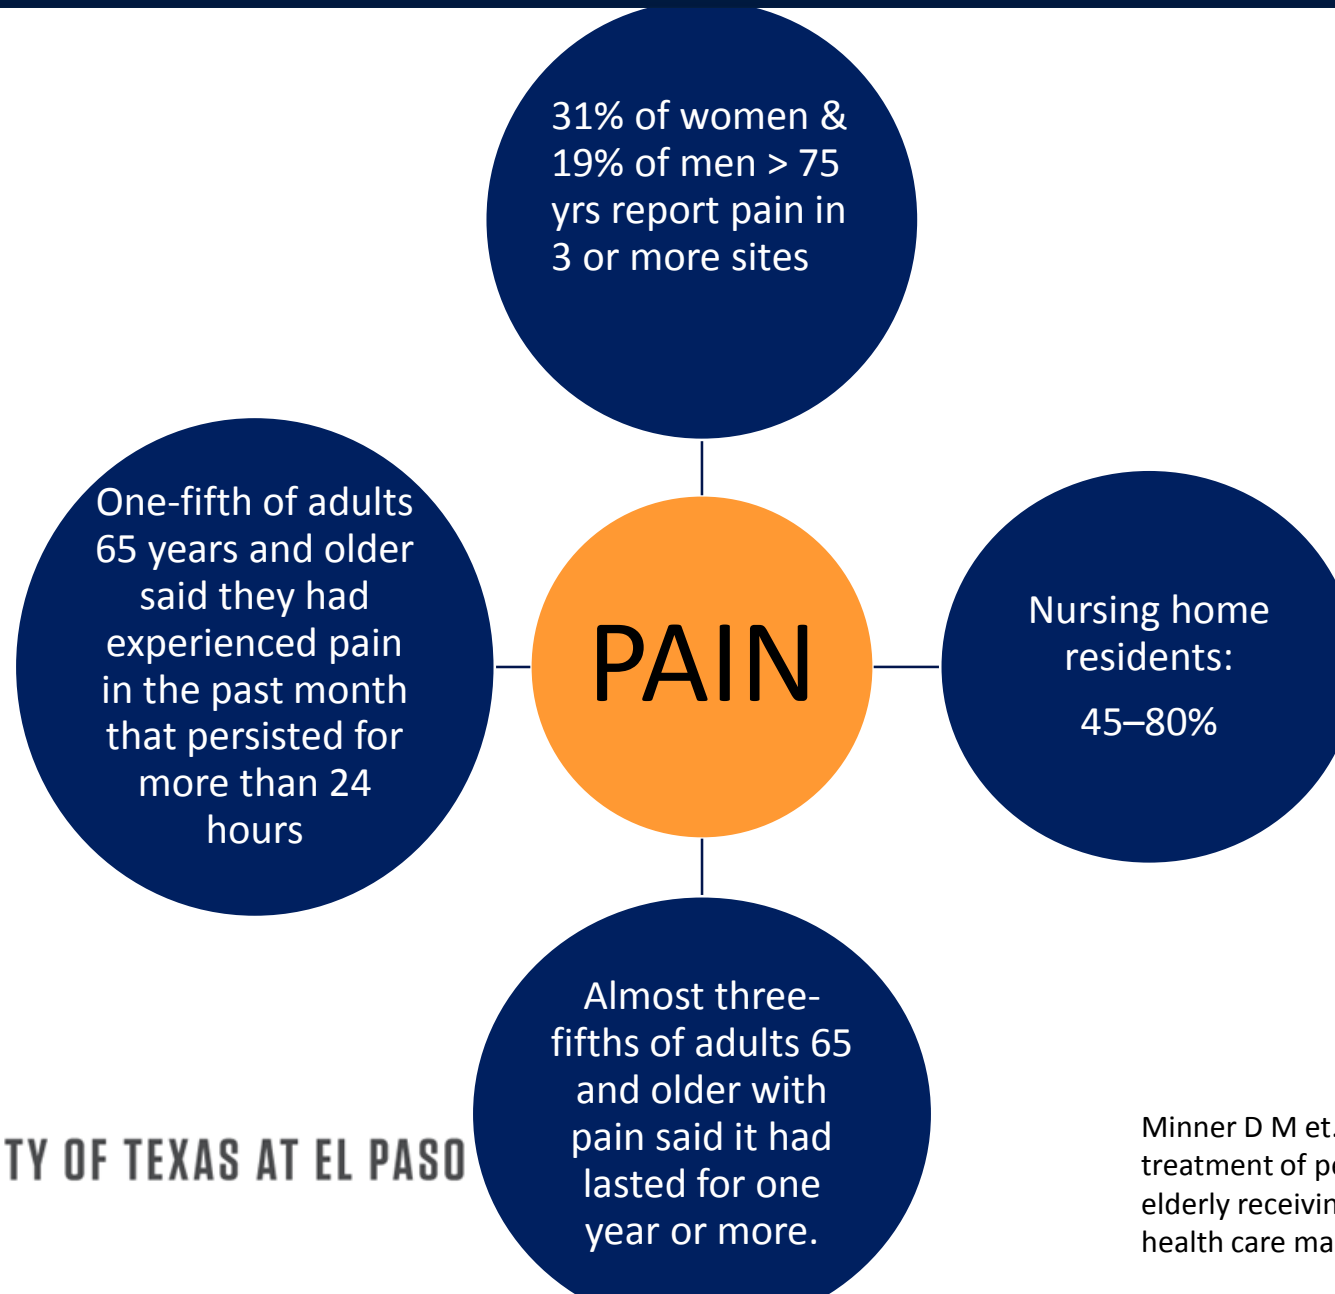 31% of women &
19% of men > 75
yrs report pain in
3 or more sites
One-fifth of adults
65 years and older
said they had
experienced pain
in the past month
that persisted for
more than 24
hours
PAIN
Nursing home
residents:
45–80%
Almost three-
fifths of adults 65
and older with
pain said it had
lasted for one
year or more.
TY OF TEXAS AT EL PASO
Minner D M et.
treatment of pe
elderly receivin
health care ma